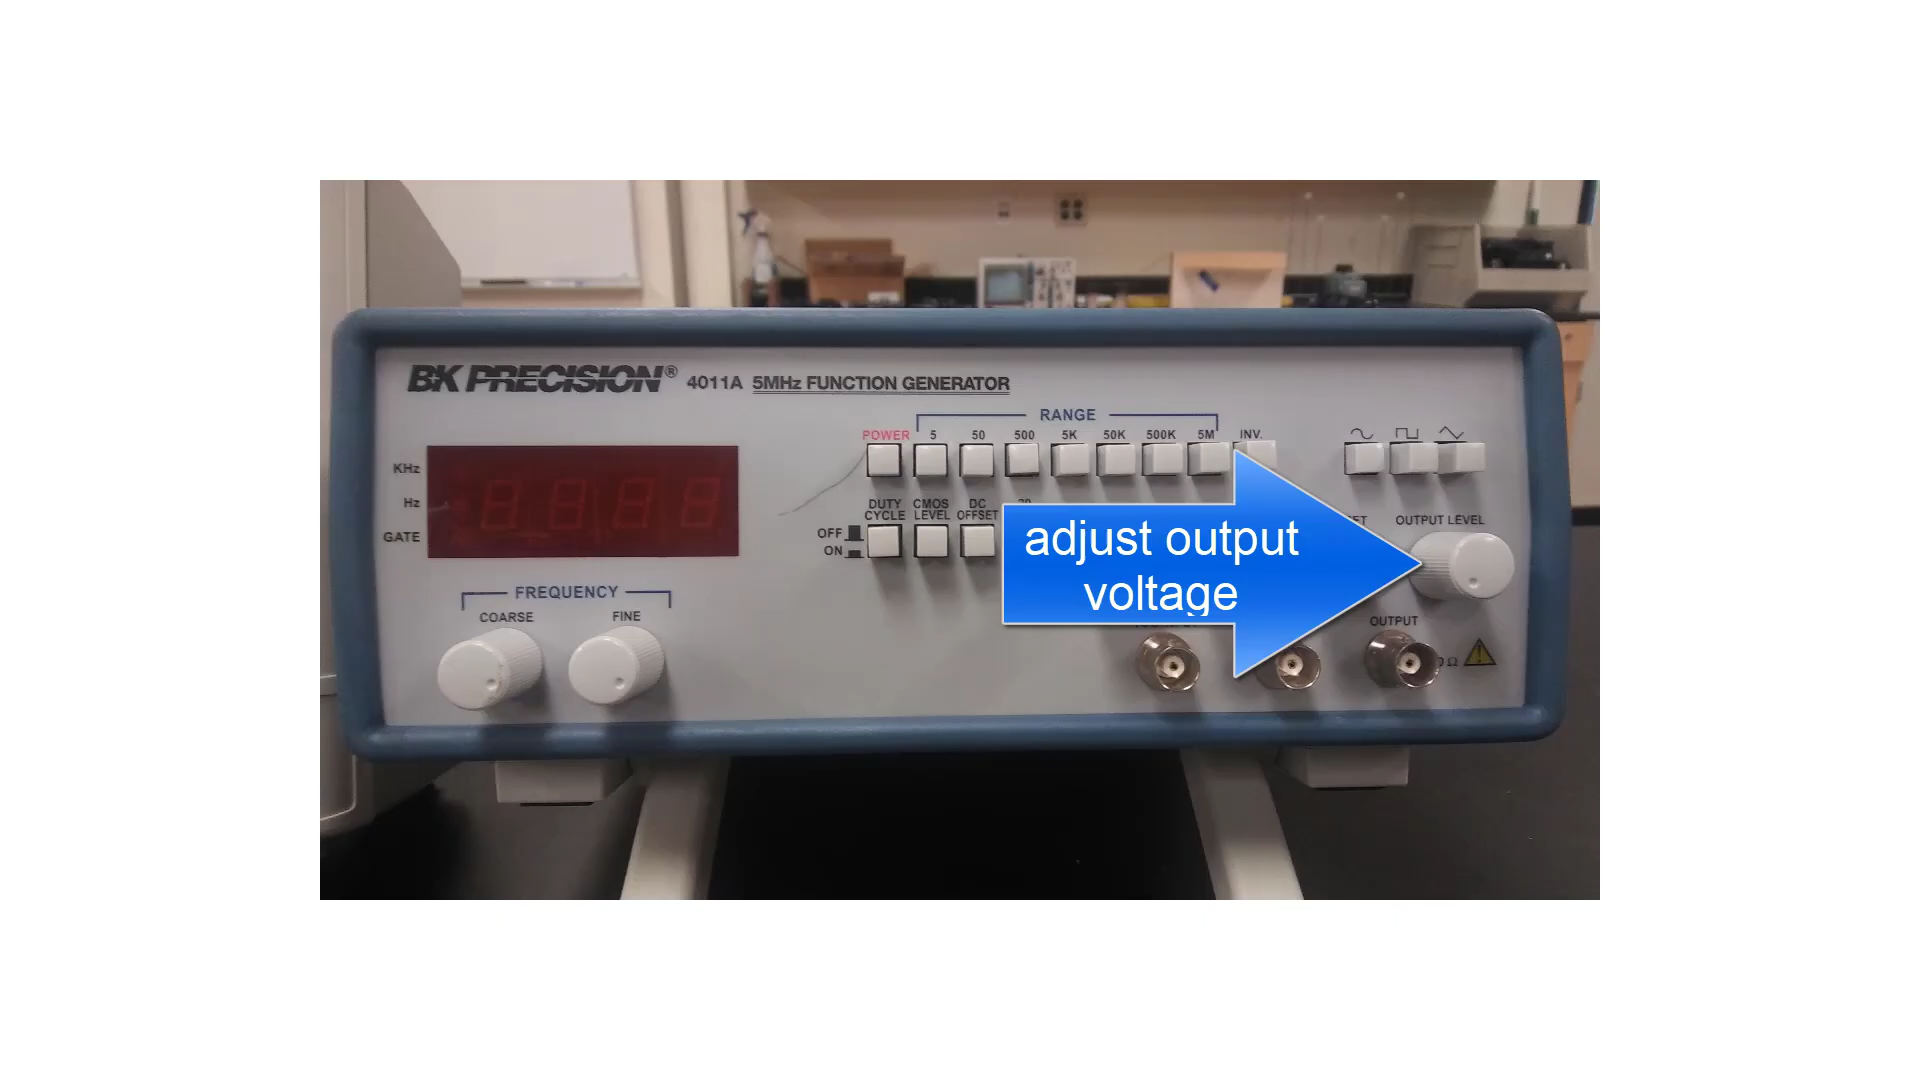 BK PRECISION® 4011A 5MHz FUNCTION GENERATOR
RANGE
POWER 5 50 500 5K 50K 500K 5M INV.
KHz
Hz
GATE
DUTY CYCLE
CMOS LEVEL
DC OFFSET
OFF
ON
adjust output
voltage
OUTPUT LEVEL
FREQUENCY
COARSE FINE
OUTPUT
Ω